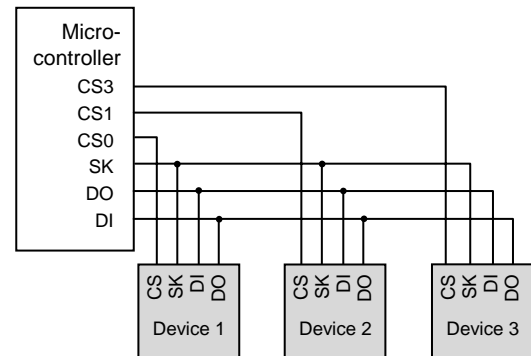 Micro-
controller
CS3
CS1
CS0
SK
DO
DI
CS SK DI DO
Device 1
CS SK DI DO
Device 2
CS SK DI DO
Device 3